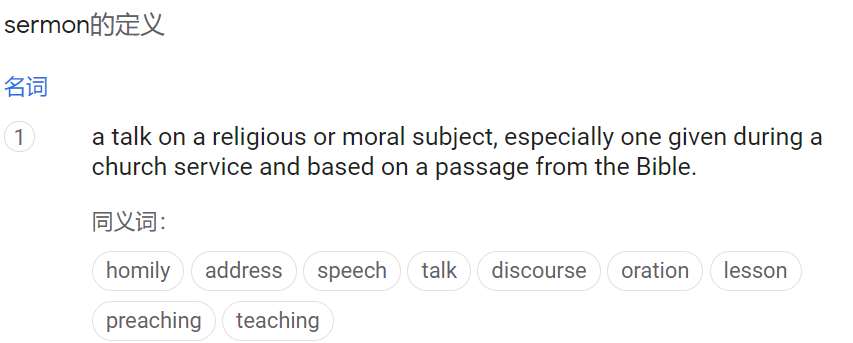 sermon的定义
名词
1
a talk on a religious or moral subject, especially one given during a
church service and based on a passage from the Bible.
同义词：
homily address speech talk discourse oration lesson
preaching teaching